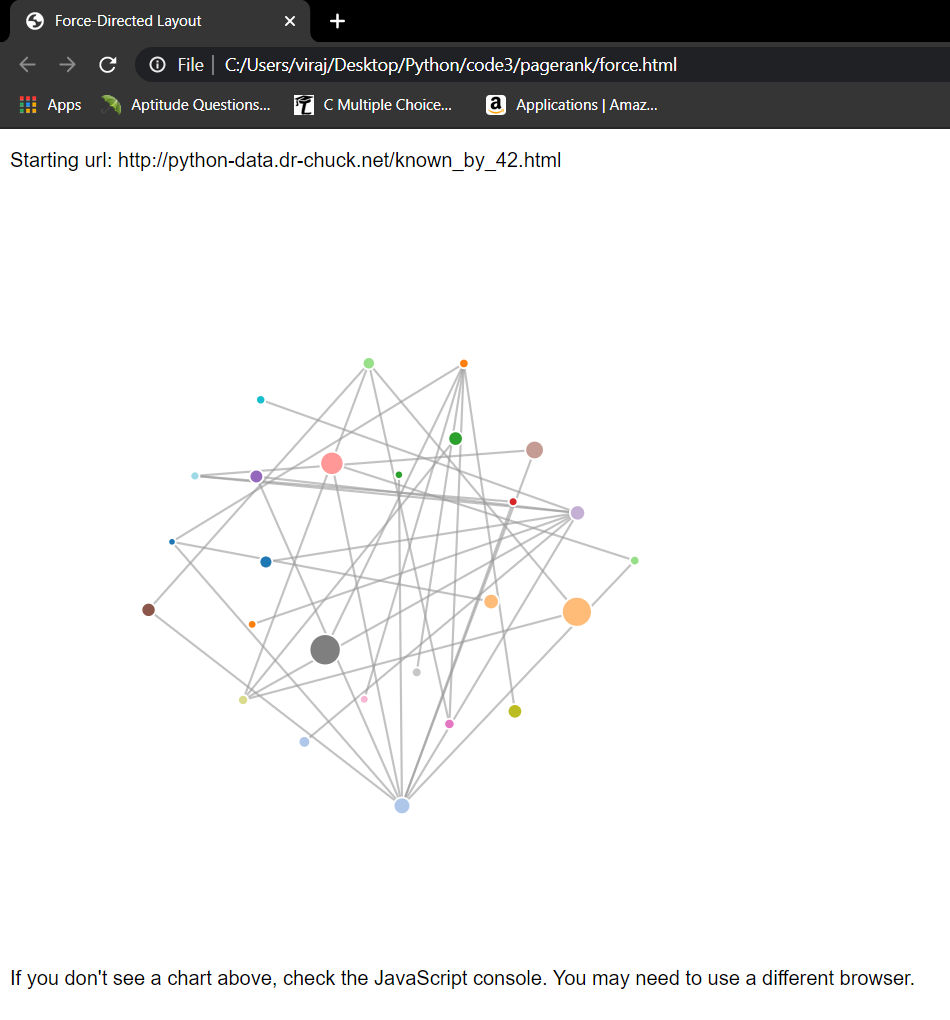 Force-Directed Layout
File | C:/Users/viraj/Desktop/Python/code3/pagerank/force.html
Apps Aptitude Questions... C Multiple Choice... a Applications | Amaz...
Starting url: http://python-data.dr-chuck.net/known_by_42.html
If you don't see a chart above, check the JavaScript console. You may need to use a different browser.